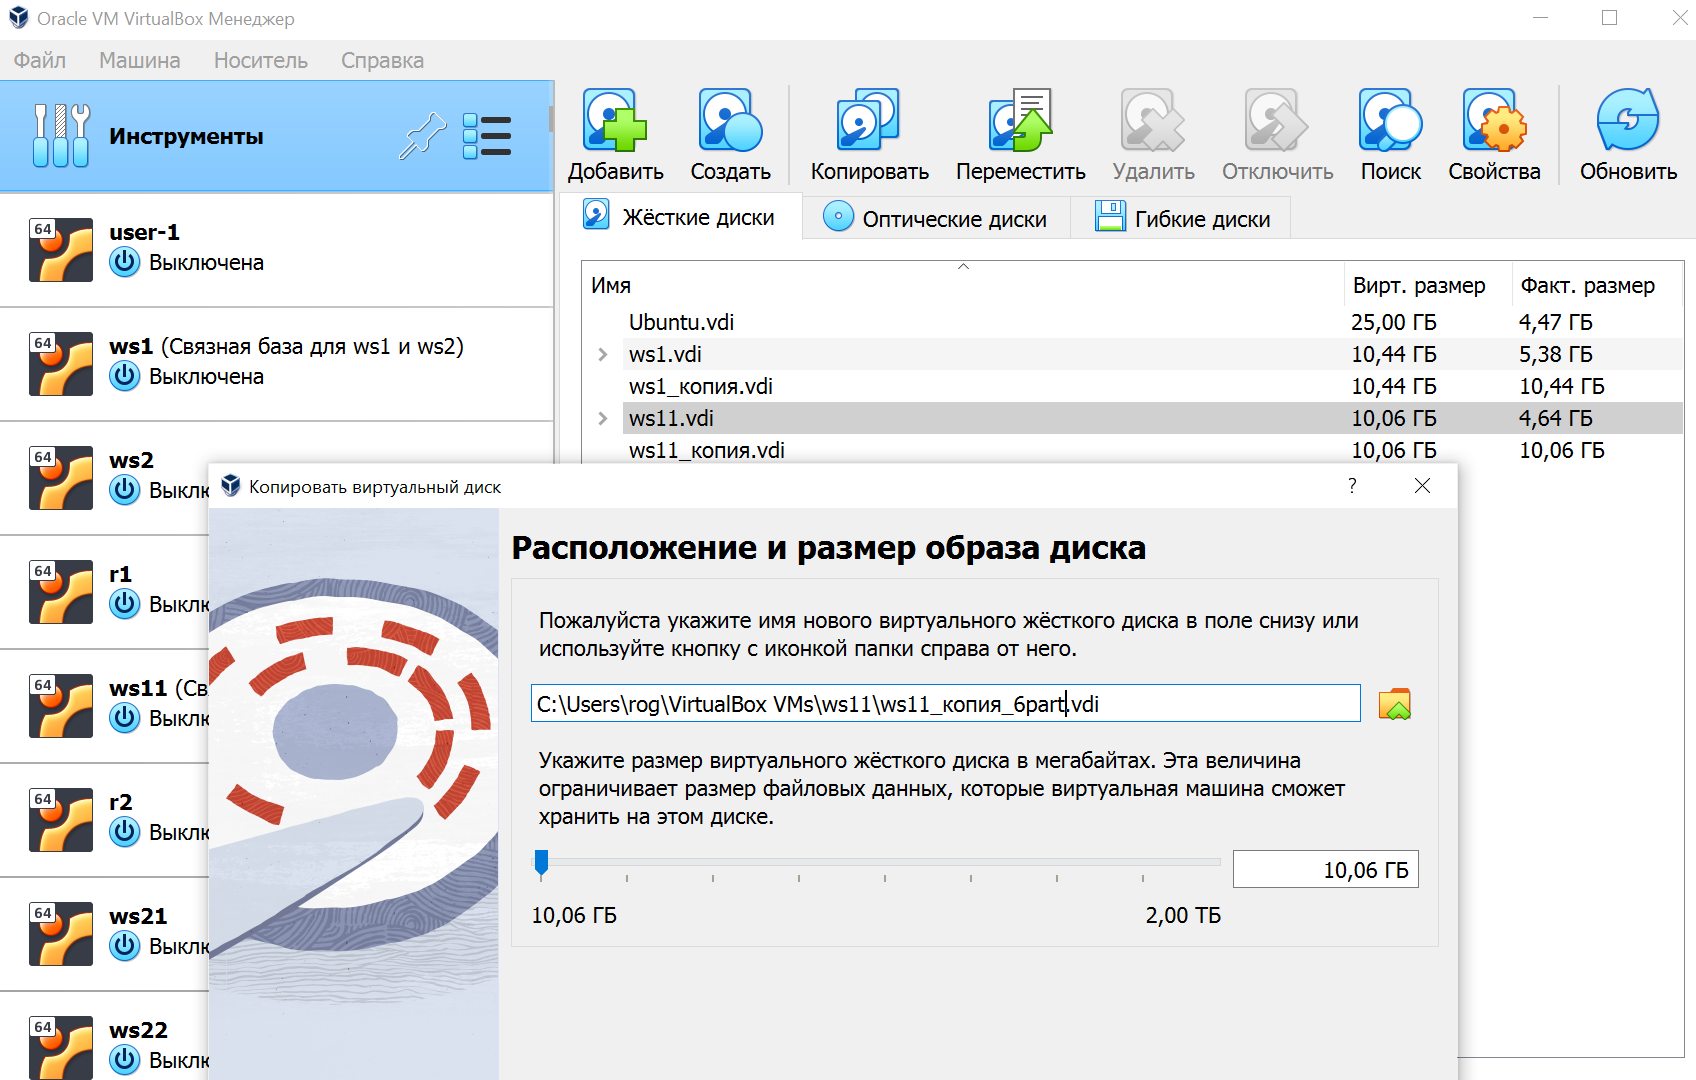 Oracle VM VirtualBox Менеджер
Файл Машина Носитель Справка
Инструменты
Добавить Создать Копировать Переместить Удалить Отключить Поиск Свойства Обновить
Жёсткие диски Оптические диски Гибкие диски
64
user-1
Выключена
64
ws1 (Связная база для ws1 и ws2)
Выключена
64
ws2
Выклю
64
r1
Выклю
64
ws11 (Св
Выклю
64
r2
Выклю
64
ws21
Выклю
64
ws22
Выклю
Имя Вирт. размер Факт. размер
Ubuntu.vdi 25,00 ГБ 4,47 ГБ
ws1.vdi 10,44 ГБ 5,38 ГБ
ws1_копия.vdi 10,44 ГБ 10,44 ГБ
ws11.vdi 10,06 ГБ 4,64 ГБ
ws11_копия.vdi 10,06 ГБ 10,06 ГБ
Копировать виртуальный диск ?
Расположение и размер образа диска
Пожалуйста укажите имя нового виртуального жёсткого диска в поле снизу или
используйте кнопку с иконкой папки справа от него.
C:\Users\rog\VirtualBox VMs\ws11\ws11_копия_6part.vdi
Укажите размер виртуального жёсткого диска в мегабайтах. Эта величина
ограничивает размер файловых данных, которые виртуальная машина сможет
хранить на этом диске.
10,06 ГБ
10,06 ГБ 2,00 ТБ